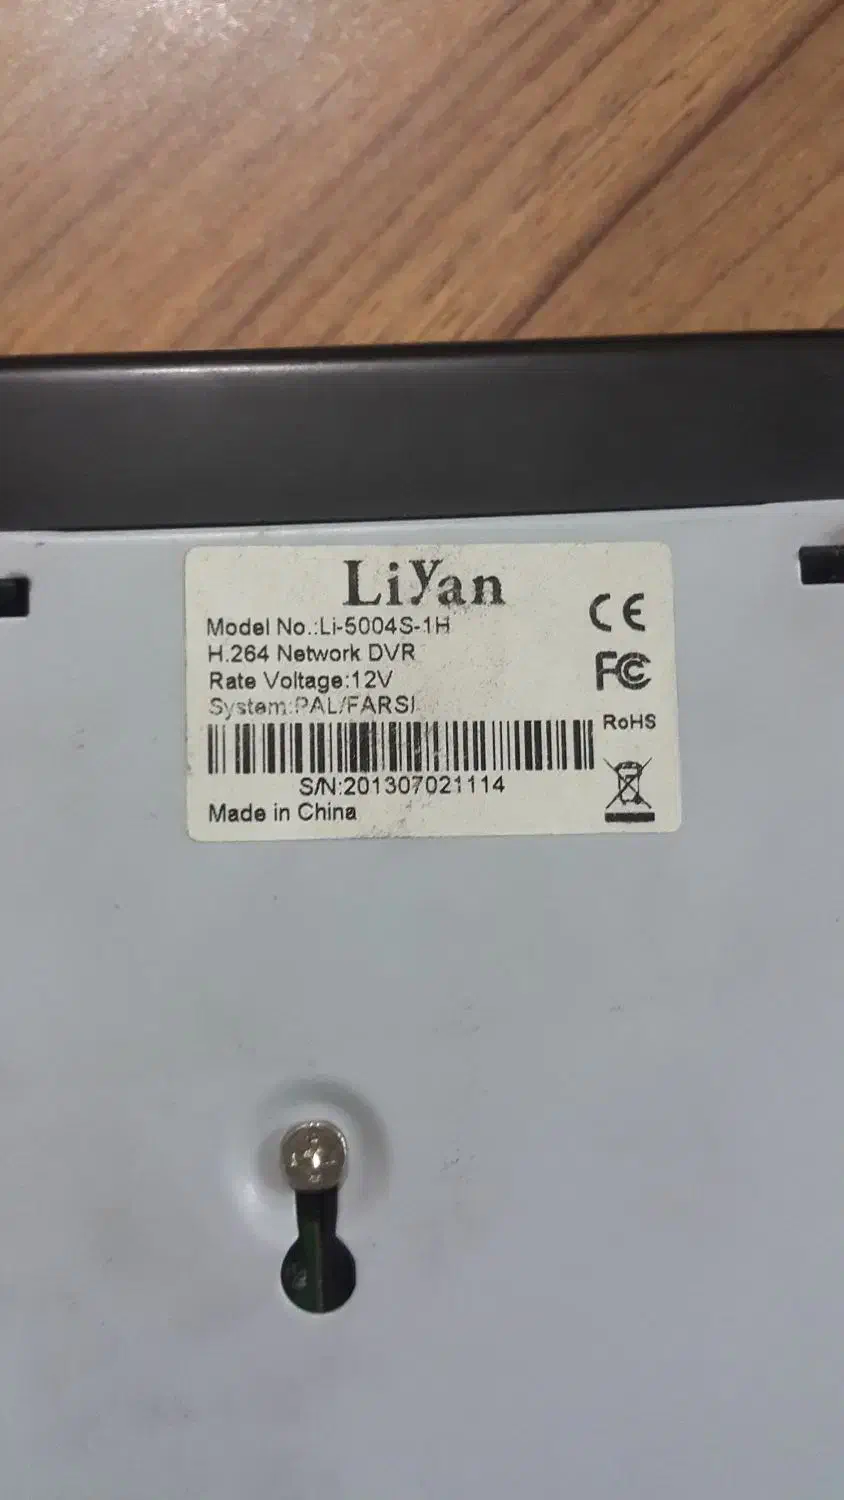 LiYan
Model No.:Li-5004S-1H
H.264 Network DVR
Rate Voltage:12V
System:PAL/FARSI
S/N:201307021114
Made in China
CE
FC
RoHS